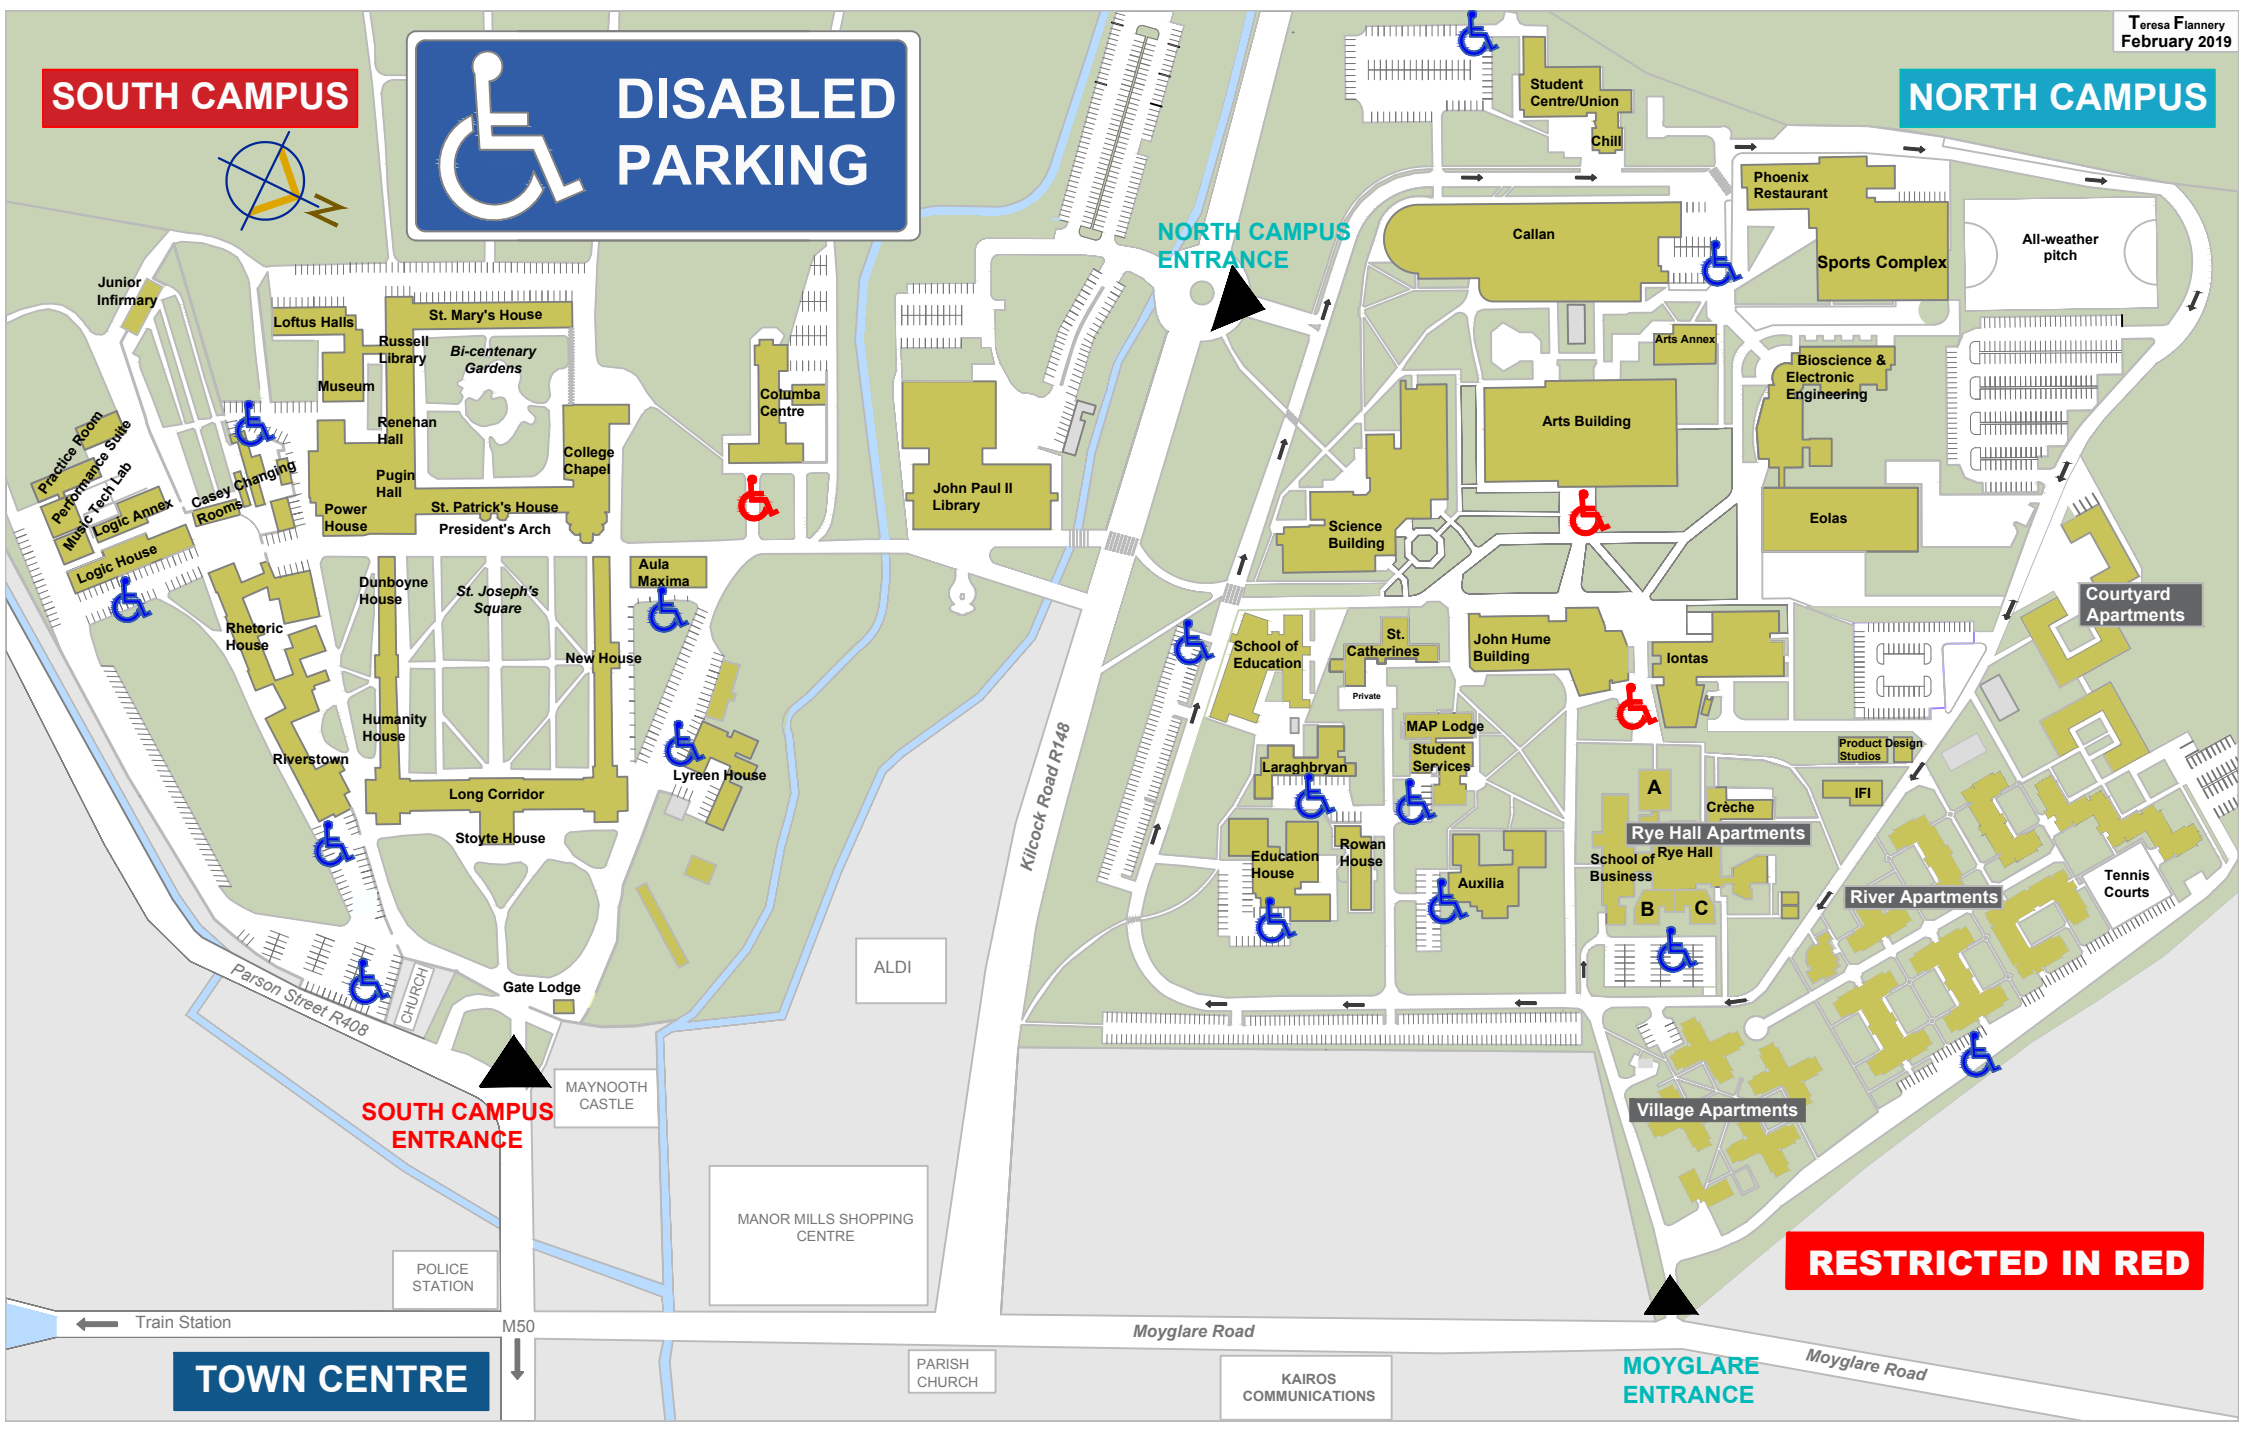 Teresa Flannery
February 2019
SOUTH CAMPUS
DISABLED
PARKING
NORTH CAMPUS
N
Student
Centre/Union
Chill
Phoenix
Restaurant
Sports Complex
All-weather
pitch
Callan
NORTH CAMPUS
ENTRANCE
Junior
Infirmary
Loftus Halls
St. Mary's House
Russell
Library
Bi-centenary
Gardens
Museum
Renehan
Hall
Columba
Centre
College
Chapel
Pugin
Hall
Power
House
St. Patrick's House
President's Arch
Practice Room
Performance Suite
Music Tech Lab
Logic Annex
Logic House
Casey Changing
Rooms
John Paul II
Library
Arts Annex
Arts Building
Bioscience &
Electronic
Engineering
Eolas
Science
Building
Aula
Maxima
Dunboyne
House
St. Joseph's
Square
Rhetoric
House
New House
Humanity
House
Riverstown
Long Corridor
Stoyte House
Lyreen House
Gate Lodge
CHURCH
Parson Street R408
Kilcock Road R148
School of
Education
St.
Catherines
Private
John Hume
Building
Iontas
Courtyard
Apartments
MAP Lodge
Student
Services
Laraghbryan
Product Design
Studios
IFI
A
Crèche
Rye Hall Apartments
Rye Hall
School of
Business
B
C
Education
House
Rowan
House
Auxilia
River Apartments
Tennis
Courts
Village Apartments
ALDI
MAYNOOTH
CASTLE
SOUTH CAMPUS
ENTRANCE
MANOR MILLS SHOPPING
CENTRE
POLICE
STATION
RESTRICTED IN RED
Train Station
M50
Moyglare Road
Moyglare Road
TOWN CENTRE
PARISH
CHURCH
KAIROS
COMMUNICATIONS
MOYGLARE
ENTRANCE